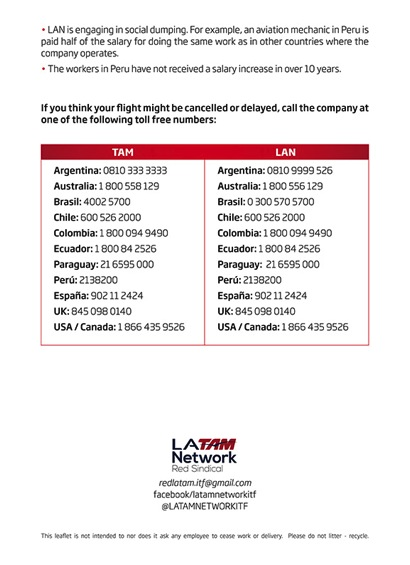 • LAN is engaging in social dumping. For example, an aviation mechanic in Peru is
paid half of the salary for doing the same work as in other countries where the
company operates.
• The workers in Peru have not received a salary increase in over 10 years.
If you think your flight might be cancelled or delayed, call the company at
one of the following toll free numbers:
TAM
Argentina: 0810 333 3333
Australia: 1 800 558 129
Brasil: 4002 5700
Chile: 600 526 2000
Colombia: 1 800 094 9490
Ecuador: 1 800 84 2526
Paraguay: 21 6595 000
Perú: 2138200
España: 902 11 2424
UK: 845 098 0140
USA / Canada: 1 866 435 9526
LAN
Argentina: 0810 9999 526
Australia: 1 800 556 129
Brasil: 0 300 570 5700
Chile: 600 526 2000
Colombia: 1 800 094 9490
Ecuador: 1 800 84 2526
Paraguay: 21 6595 000
Perú: 2138200
España: 902 11 2424
UK: 845 098 0140
USA / Canada: 1 866 435 9526
LATAM
Network
Red Sindical
redlatam.itf@gmail.com
facebook/latamnetworkitf
@LATAMNETWORKITF
This leaflet is not intended to nor does it ask any employee to cease work or delivery. Please do not litter - recycle.